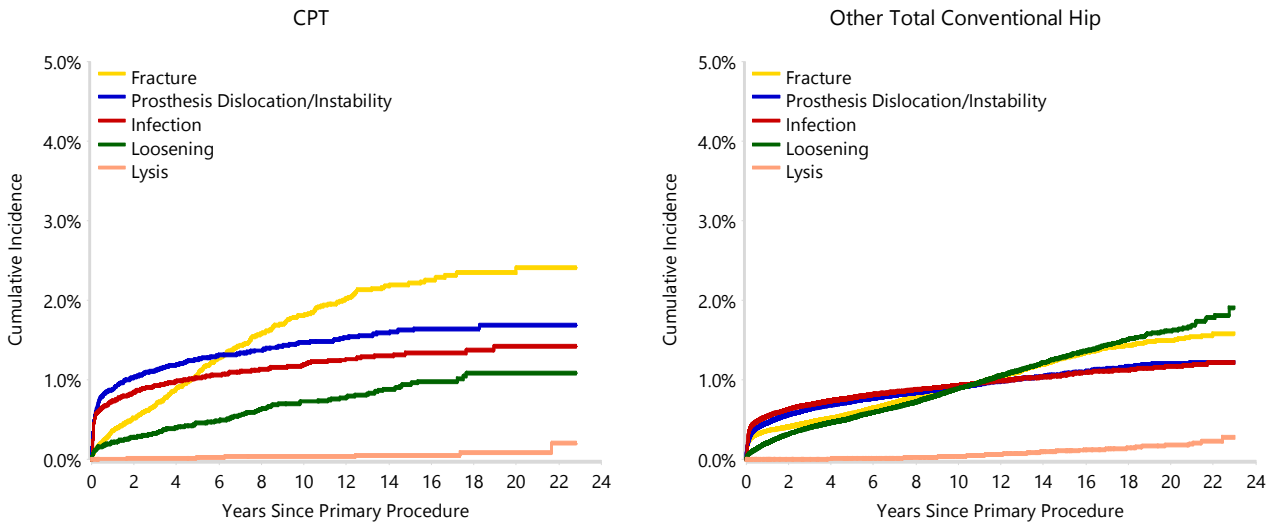 CPT
5.0%
4.0%
3.0%
2.0%
1.0%
0.0%
Cumulative Incidence
Fracture
Prosthesis Dislocation/Instability
Infection
Loosening
Lysis
0 2 4 6 8 10 12 14 16 18 20 22 24
Years Since Primary Procedure
Other Total Conventional Hip
5.0%
4.0%
3.0%
2.0%
1.0%
0.0%
Cumulative Incidence
Fracture
Prosthesis Dislocation/Instability
Infection
Loosening
Lysis
0 2 4 6 8 10 12 14 16 18 20 22 24
Years Since Primary Procedure